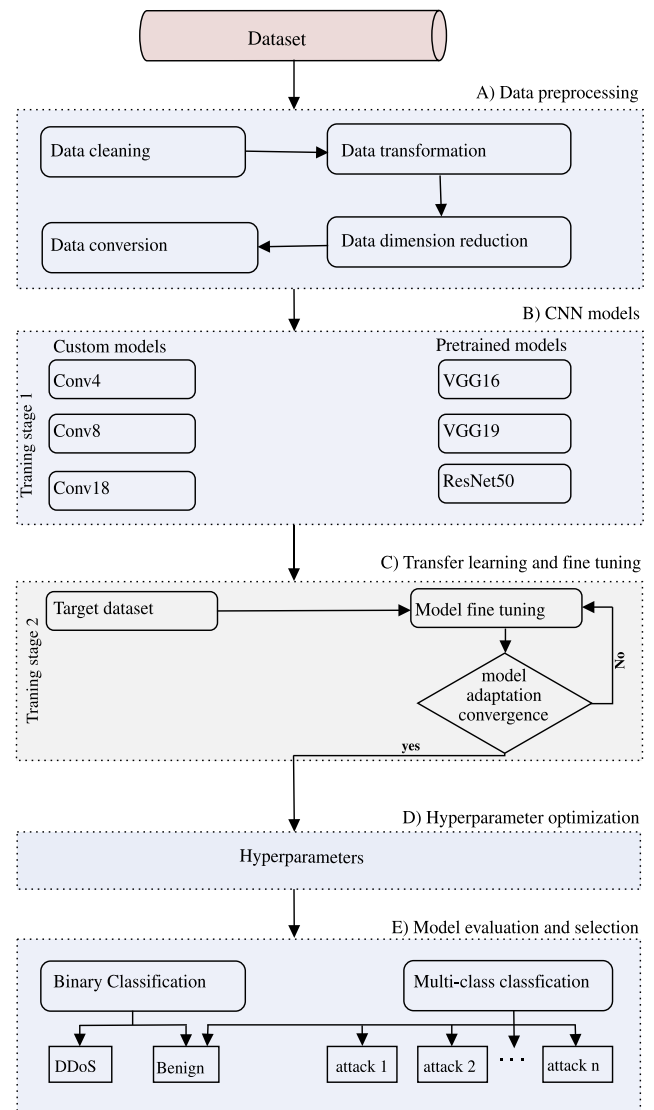 Dataset
A) Data preprocessing
Data cleaning
Data transformation
Data conversion
Data dimension reduction
B) CNN models
Traning stage 1
Custom models
Pretrained models
Conv4
VGG16
Conv8
VGG19
Conv18
ResNet50
C) Transfer learning and fine tuning
Traning stage 2
Target dataset
Model fine tuning
No
model
adaptation
convergence
yes
D) Hyperparameter optimization
Hyperparameters
E) Model evaluation and selection
Binary Classification
Multi-class classfication
DDoS
Benign
attack 1
attack 2
...
attack n